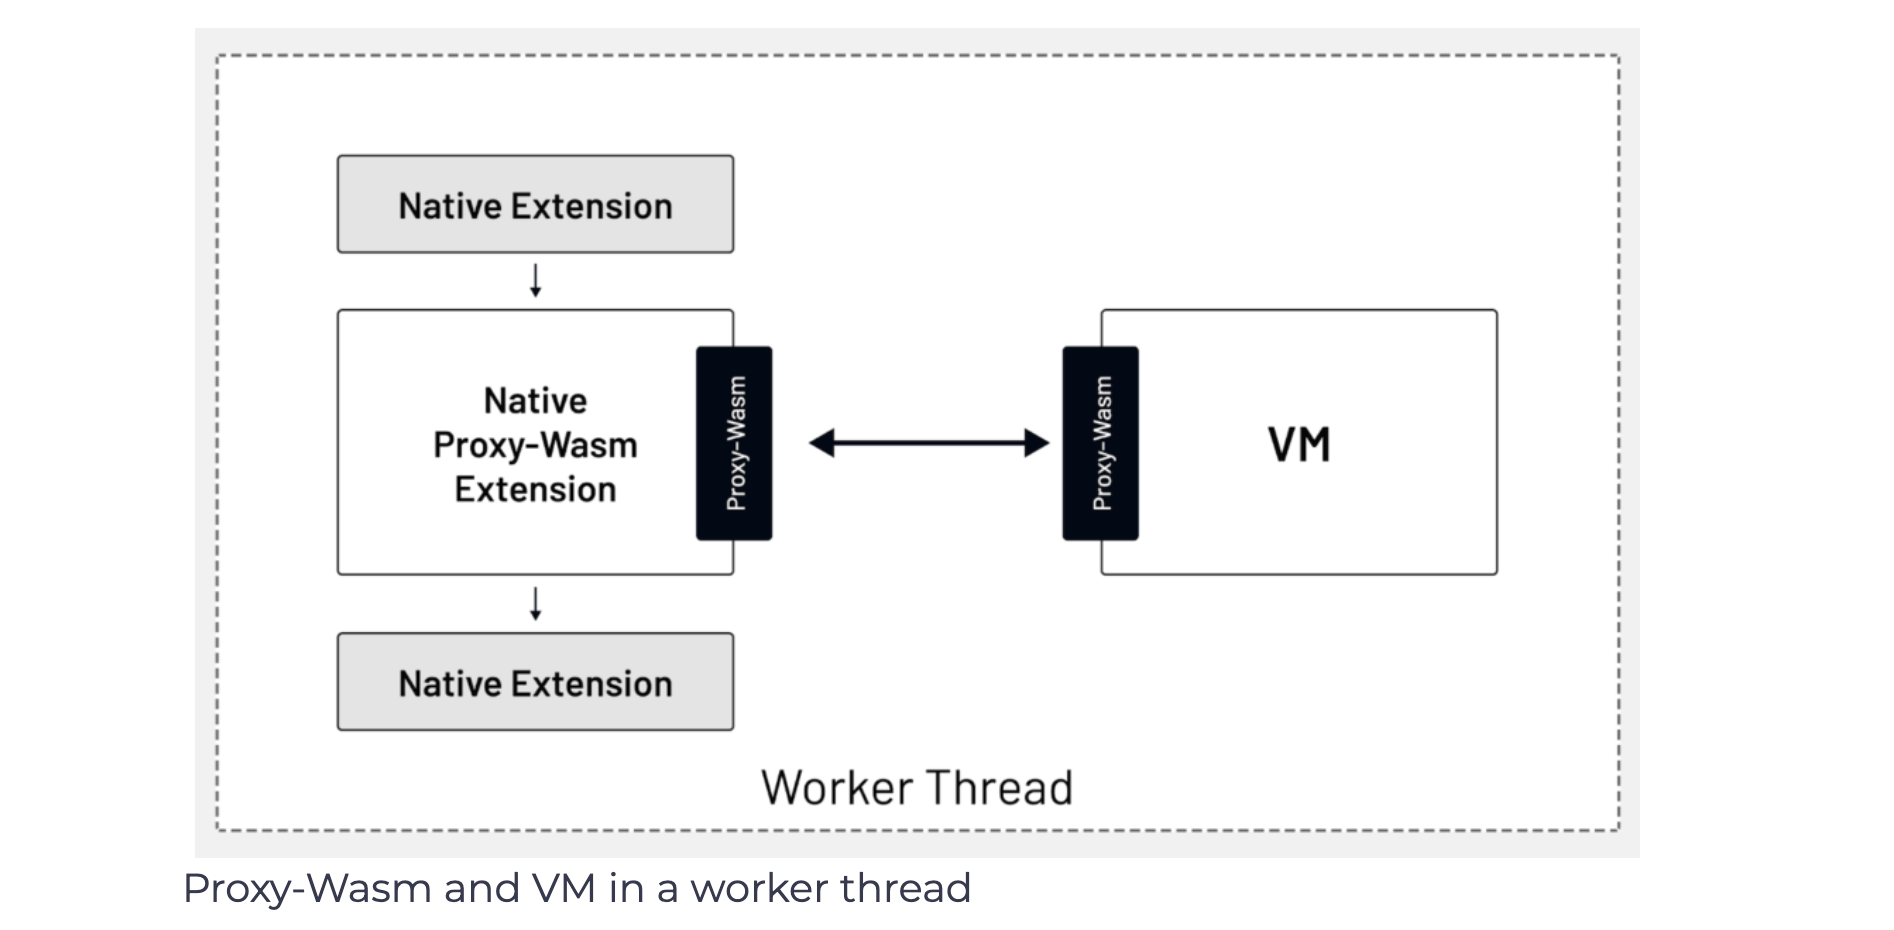 Native Extension
Native
Proxy-Wasm
Extension
Proxy-Wasm
Proxy-Wasm
VM
Native Extension
Worker Thread
Proxy-Wasm and VM in a worker thread